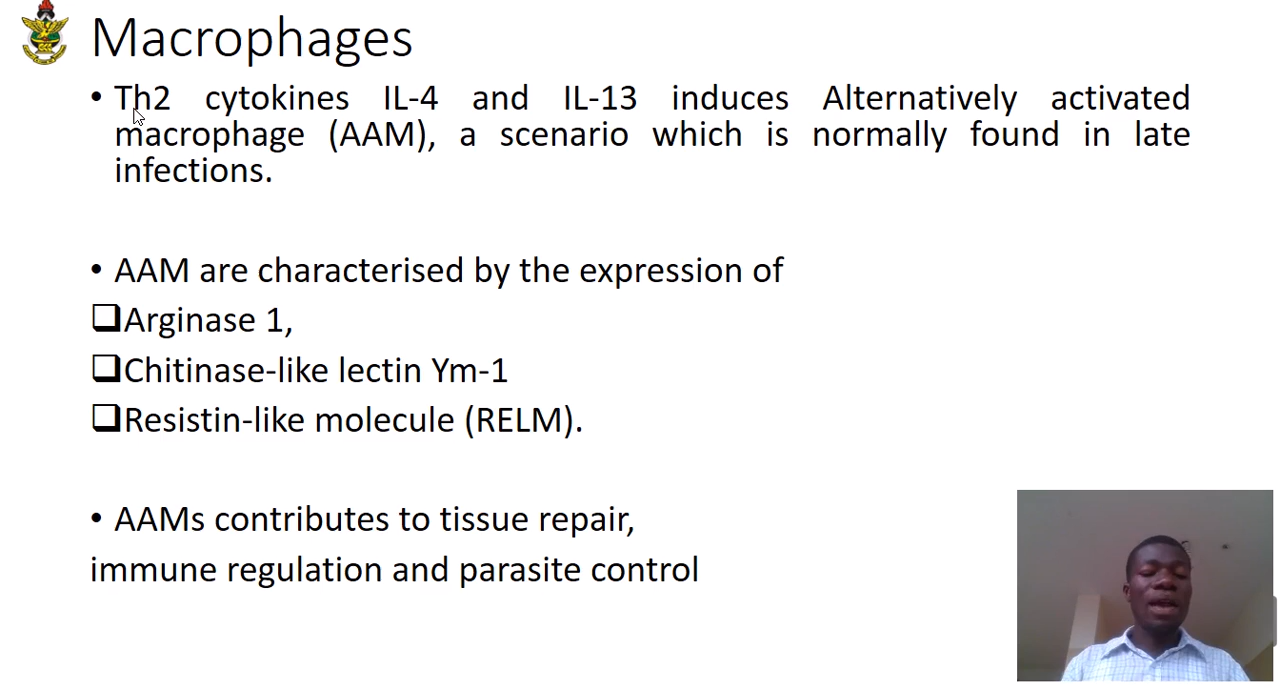 Macrophages
• Th2 cytokines IL-4 and IL-13 induces Alternatively activated
macrophage (AAM), a scenario which is normally found in late
infections.
• AAM are characterised by the expression of
❑Arginase 1,
❑Chitinase-like lectin Ym-1
❑Resistin-like molecule (RELM).
• AAMs contributes to tissue repair,
immune regulation and parasite control